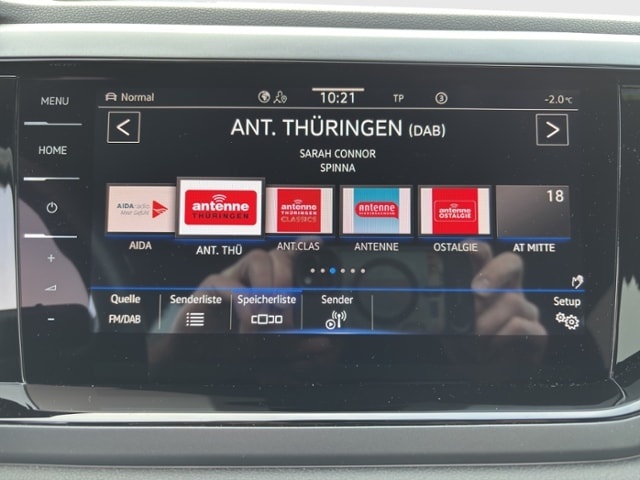 MENU
HOME
Normal
10:21
TP
3
-2.0°C
ANT. THÜRINGEN (DAB)
SARAH CONNOR
SPINNA
AIDAradio
antenne
THÜRINGEN
antenne
THÜRINGEN
CLASSICS
antenne
antenne
OSTALGIE
18
AIDA
ANT. THÜ
ANT.CLAS
ANTENNE
OSTALGIE
AT MITTE
Quelle
Senderliste
Speicherliste
Sender
Setup
FM/DAB